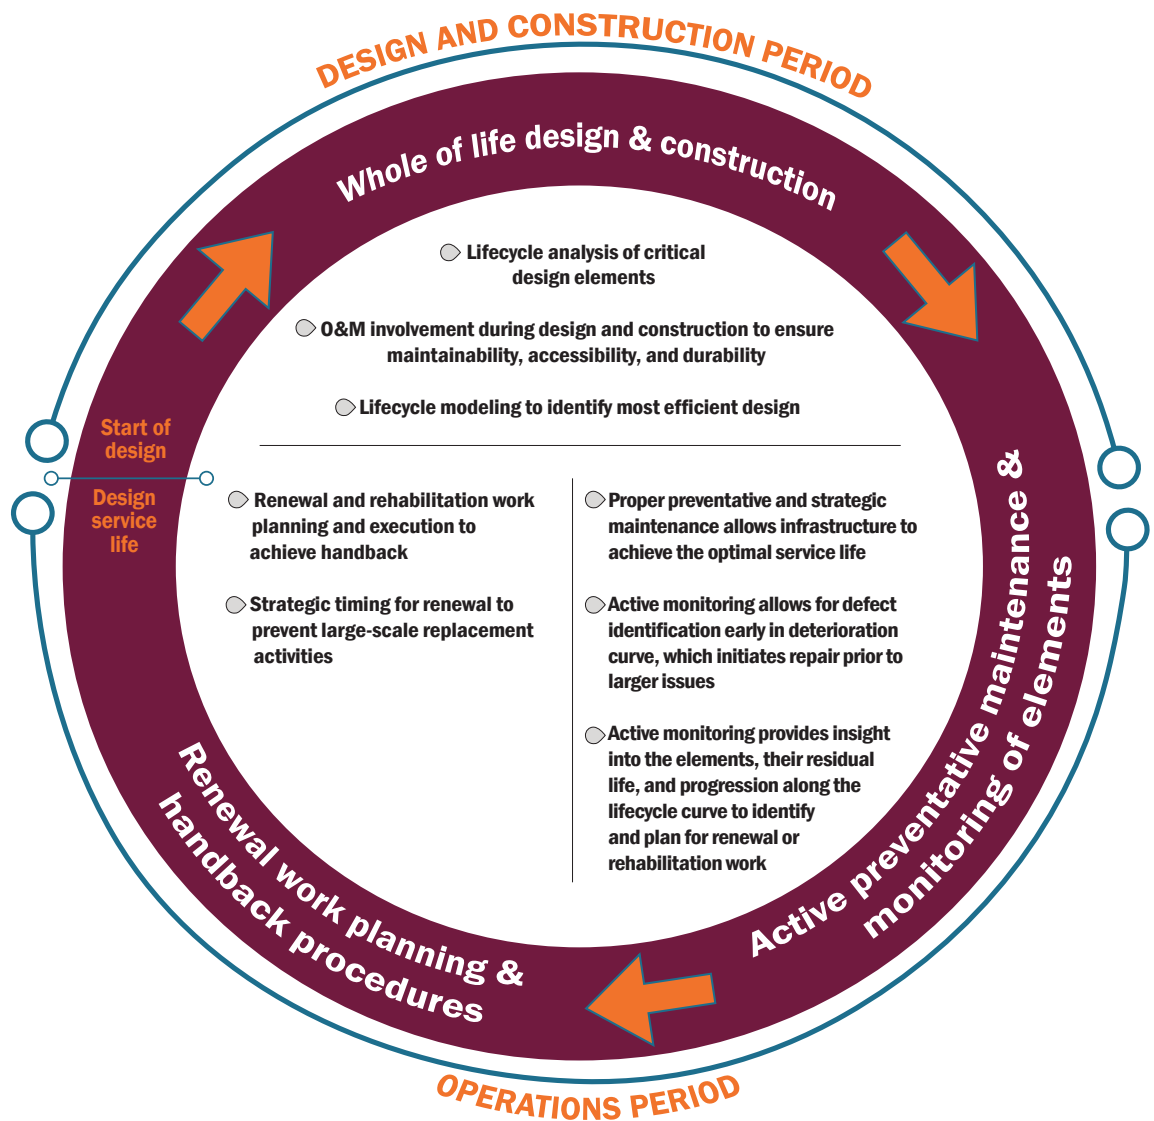 DESIGN AND CONSTRUCTION PERIOD
Whole of life design & construction
Lifecycle analysis of critical
design elements
O&M involvement during design and construction to ensure
maintainability, accessibility, and durability
Lifecycle modeling to identify most efficient design
Start of
design
Design
service
life
Renewal and rehabilitation work
planning and execution to
achieve handback
Strategic timing for renewal to
prevent large-scale replacement
activities
Proper preventative and strategic
maintenance allows infrastructure to
achieve the optimal service life
Active monitoring allows for defect
identification early in deterioration
curve, which initiates repair prior to
larger issues
Active monitoring provides insight
into the elements, their residual
life, and progression along the
lifecycle curve to identify
and plan for renewal or
rehabilitation work
Active preventative maintenance &
monitoring of elements
Renewal work planning &
handback procedures
OPERATIONS PERIOD